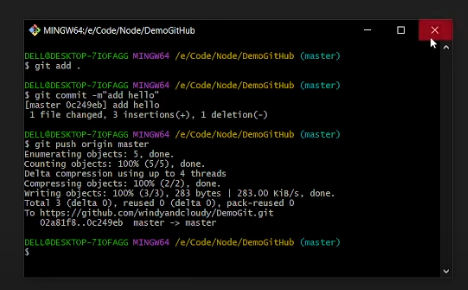 MINGW64:/e/Code/Node/DemoGitHub
DELL@DESKTOP-7IOFAGG MINGW64 /e/Code/Node/DemoGitHub (master)
$ git add .
DELL@DESKTOP-7IOFAGG MINGW64 /e/Code/Node/DemoGitHub (master)
$ git commit -m"add hello"
[master 0c249eb] add hello
1 file changed, 3 insertions(+), 1 deletion(-)
DELL@DESKTOP-7IOFAGG MINGW64 /e/Code/Node/DemoGitHub (master)
$ git push origin master
Enumerating objects: 5, done.
Counting objects: 100% (5/5), done.
Delta compression using up to 4 threads
Compressing objects: 100% (2/2), done.
Writing objects: 100% (3/3), 283 bytes | 283.00 KiB/s, done.
Total 3 (delta 0), reused 0 (delta 0), pack-reused 0
To https://github.com/windyandcloudy/DemoGit.git
02a81f8..0c249eb master -> master
DELL@DESKTOP-7IOFAGG MINGW64 /e/Code/Node/DemoGitHub (master)
$